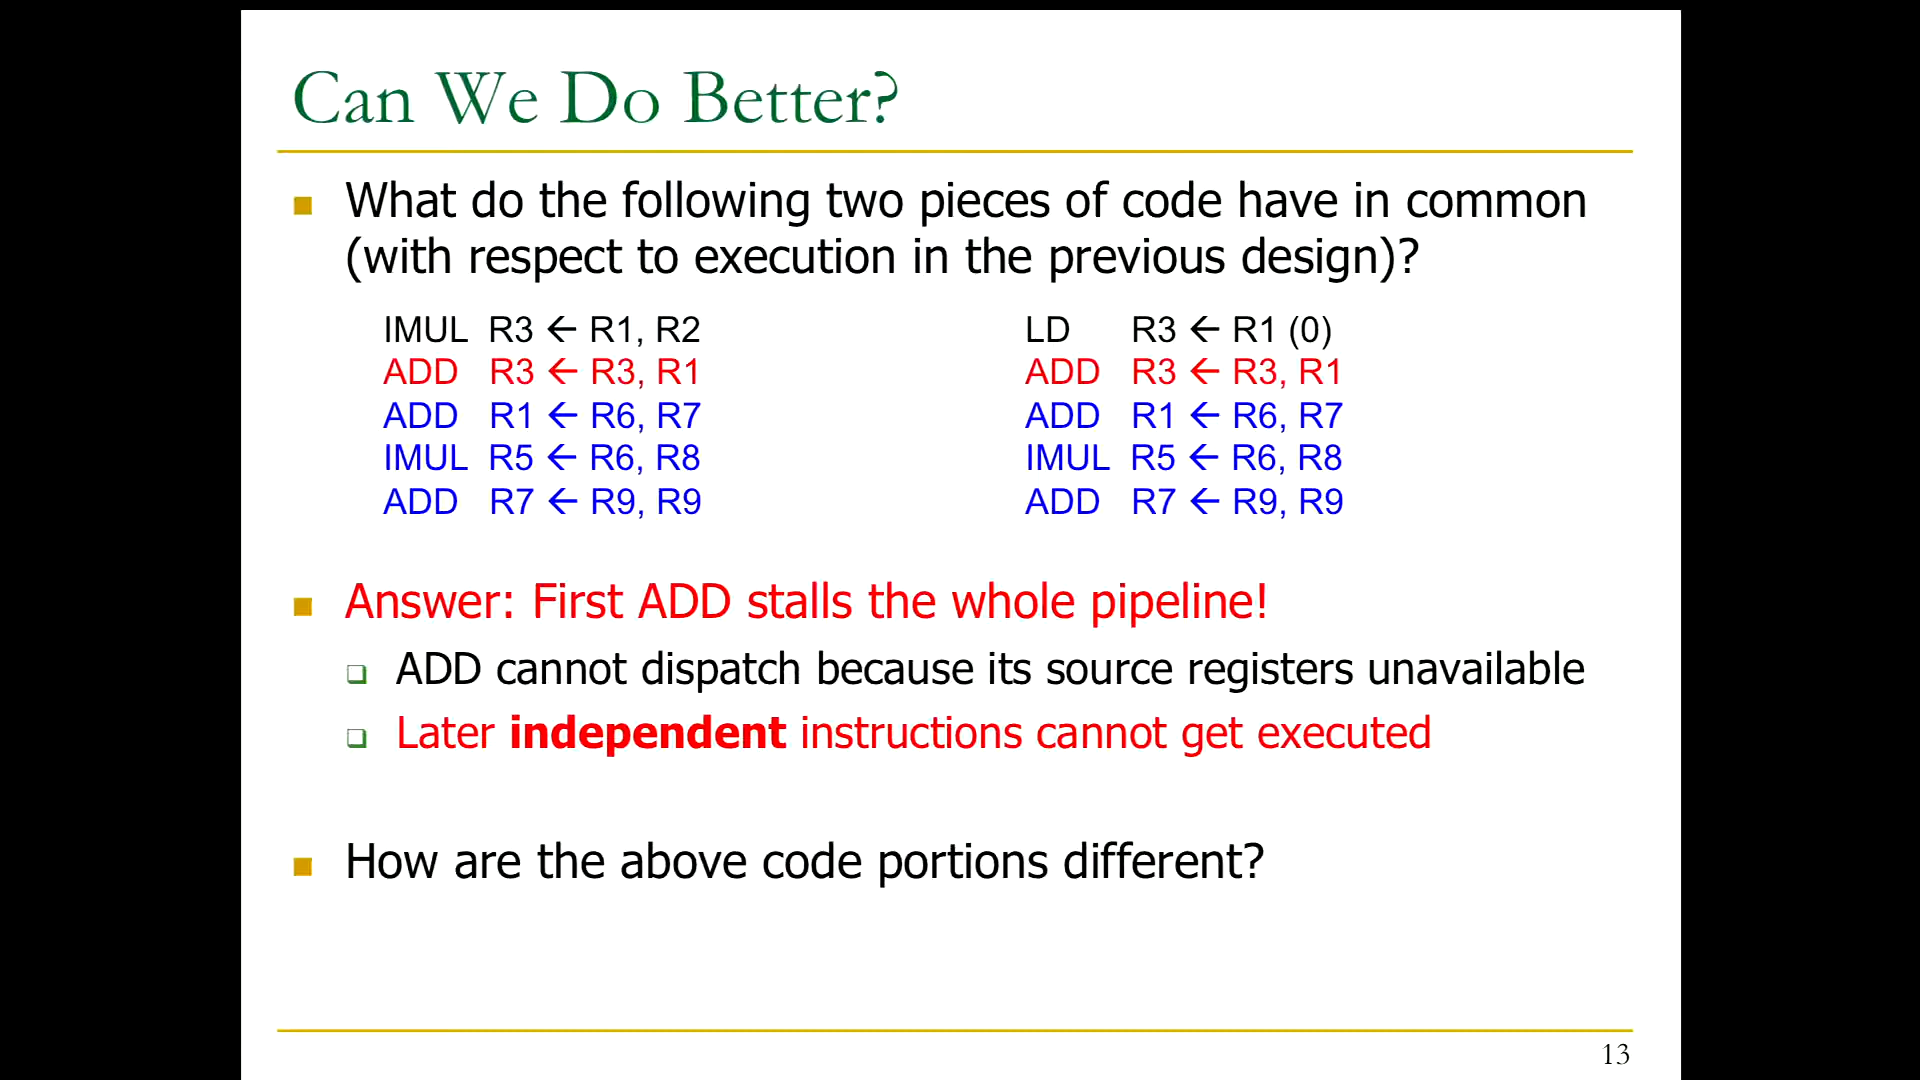 Can We Do Better?
What do the following two pieces of code have in common
(with respect to execution in the previous design)?
IMUL R3 ← R1, R2
ADD R3 ← R3, R1
ADD R1 ← R6, R7
IMUL R5 ← R6, R8
ADD R7 ← R9, R9
LD R3 ← R1 (0)
ADD R3 ← R3, R1
ADD R1 ← R6, R7
IMUL R5 ← R6, R8
ADD R7 ← R9, R9
Answer: First ADD stalls the whole pipeline!
ADD cannot dispatch because its source registers unavailable
Later independent instructions cannot get executed
How are the above code portions different?
13